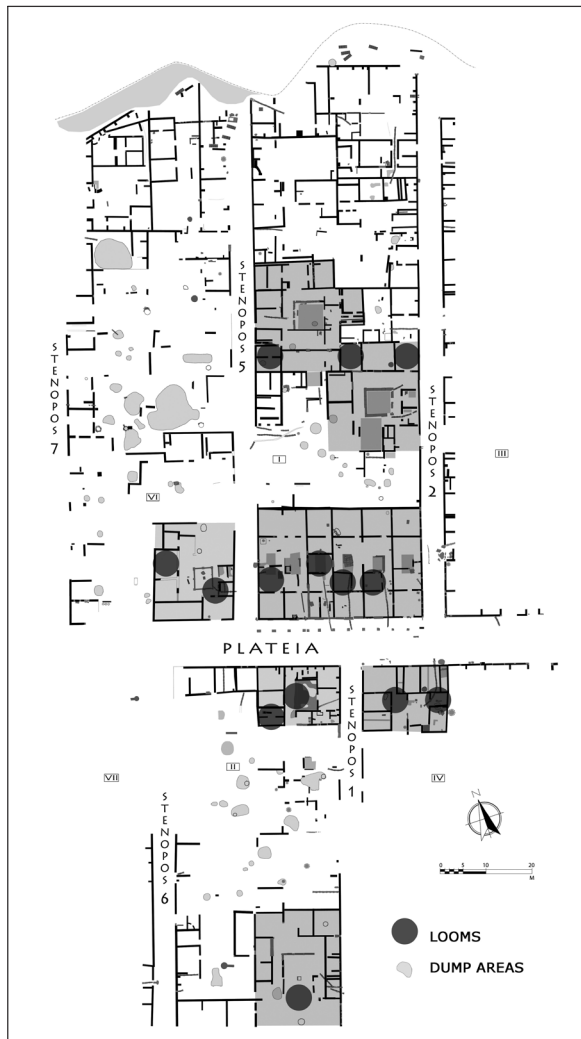 STENOPOS 5
STENOPOS 7
STENOPOS 2
III
I
VI
PLATEIA
STENOPOS 1
VII
II
IV
STENOPOS 6
N
0 5 10 20
M
LOOMS
DUMP AREAS